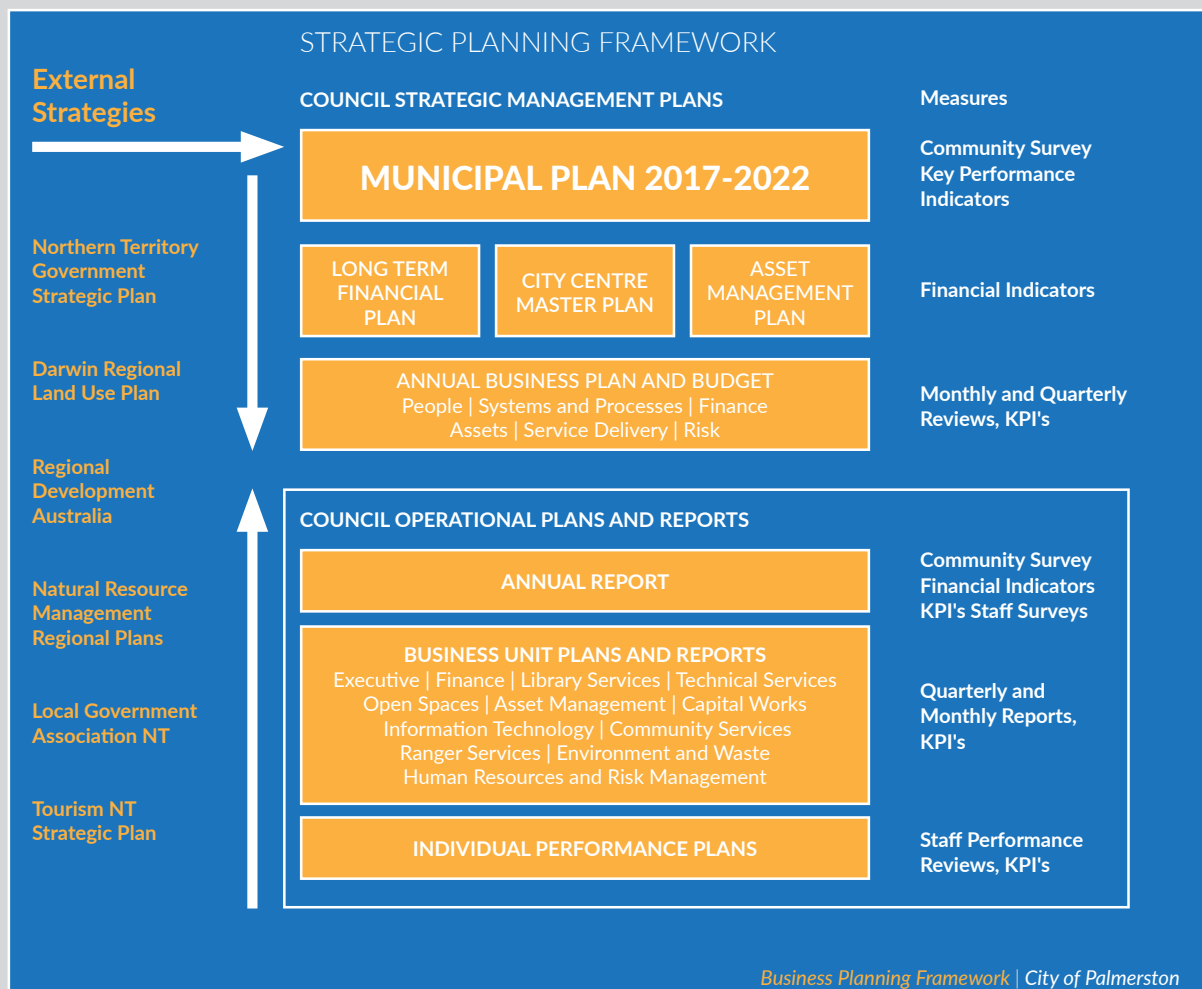 STRATEGIC PLANNING FRAMEWORK
External
Strategies
COUNCIL STRATEGIC MANAGEMENT PLANS
Measures
MUNICIPAL PLAN 2017-2022
Community Survey
Key Performance
Indicators
Northern Territory
Government
Strategic Plan
LONG TERM
FINANCIAL
PLAN
CITY CENTRE
MASTER PLAN
ASSET
MANAGEMENT
PLAN
Financial Indicators
Darwin Regional
Land Use Plan
ANNUAL BUSINESS PLAN AND BUDGET
People | Systems and Processes | Finance
Assets | Service Delivery | Risk
Monthly and Quarterly
Reviews, KPI's
Regional
Development
Australia
COUNCIL OPERATIONAL PLANS AND REPORTS
ANNUAL REPORT
Community Survey
Financial Indicators
KPI's Staff Surveys
Natural Resource
Management
Regional Plans
BUSINESS UNIT PLANS AND REPORTS
Executive | Finance | Library Services | Technical Services
Open Spaces | Asset Management | Capital Works
Information Technology | Community Services
Ranger Services | Environment and Waste
Human Resources and Risk Management
Quarterly and
Monthly Reports,
KPI's
Local Government
Association NT
Tourism NT
Strategic Plan
INDIVIDUAL PERFORMANCE PLANS
Staff Performance
Reviews, KPI's
Business Planning Framework | City of Palmerston